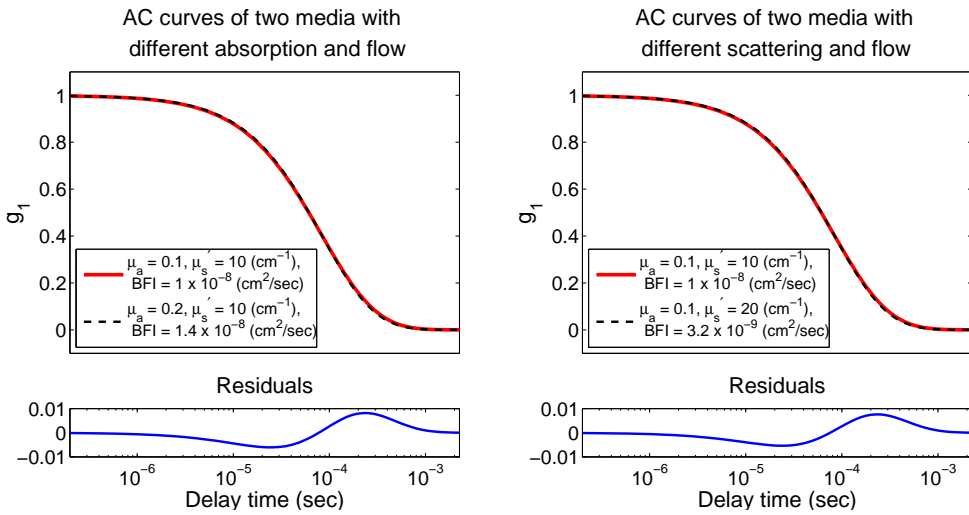 AC curves of two media with
different absorption and flow
1
0.8
0.6
0.4
0.2
0
g₁
μₐ = 0.1, μₛ′ = 10 (cm⁻¹),
BFI = 1 x 10⁻⁸ (cm²/sec)
μₐ = 0.2, μₛ′ = 10 (cm⁻¹),
BFI = 1.4 x 10⁻⁸ (cm²/sec)
Residuals
0.01
0
−0.01
10⁻⁶ 10⁻⁵ 10⁻⁴ 10⁻³
Delay time (sec)
AC curves of two media with
different scattering and flow
1
0.8
0.6
0.4
0.2
0
g₁
μₐ = 0.1, μₛ′ = 10 (cm⁻¹),
BFI = 1 x 10⁻⁸ (cm²/sec)
μₐ = 0.1, μₛ′ = 20 (cm⁻¹),
BFI = 3.2 x 10⁻⁹ (cm²/sec)
Residuals
0.01
0
−0.01
10⁻⁶ 10⁻⁵ 10⁻⁴ 10⁻³
Delay time (sec)